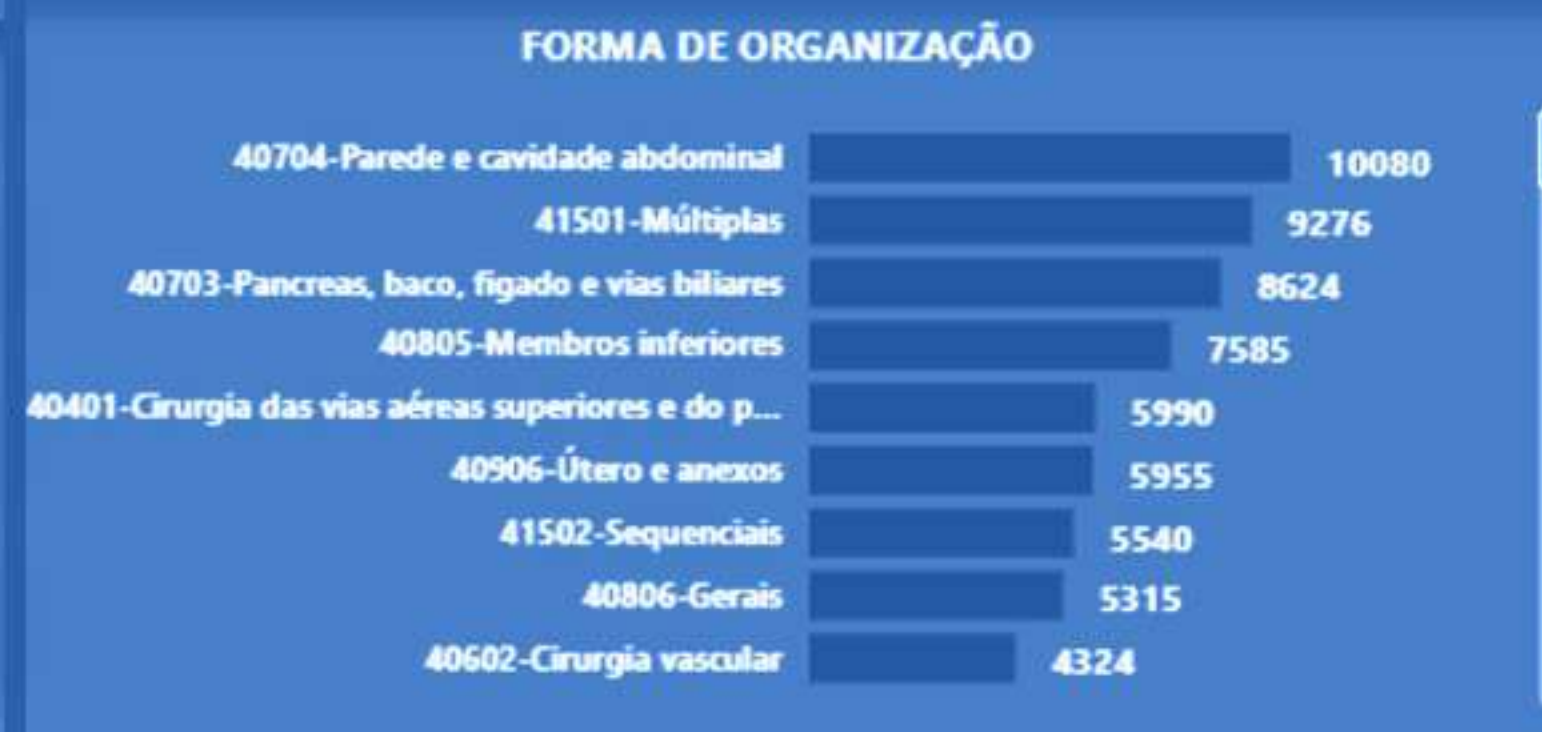 FORMA DE ORGANIZAÇÃO
40704-Parede e cavidade abdominal 10080
41501-Múltiplas 9276
40703-Pancreas, baco, figado e vias biliares 8624
40805-Membros inferiores 7585
40401-Cirurgia das vias aéreas superiores e do p... 5990
40906-Útero e anexos 5955
41502-Sequenciais 5540
40806-Gerais 5315
40602-Cirurgia vascular 4324